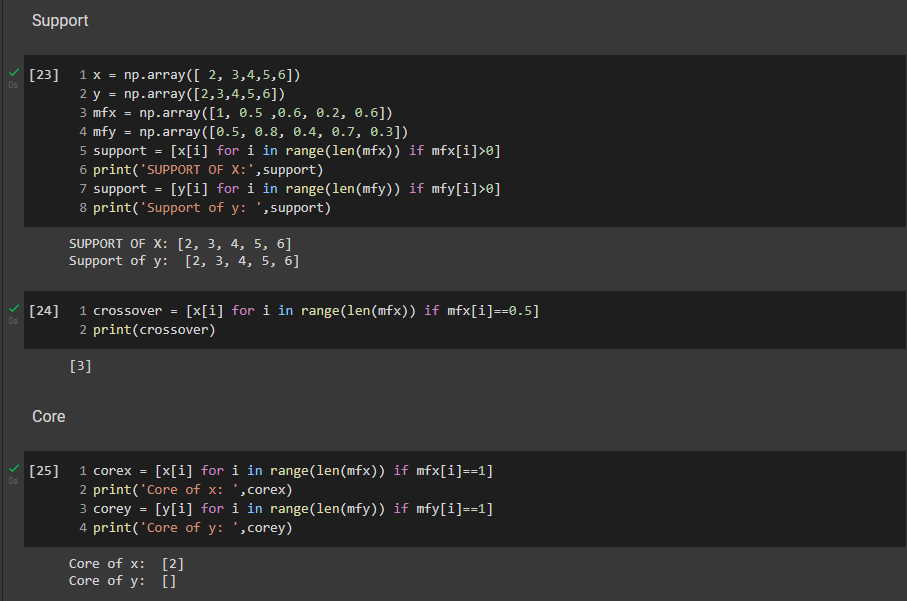 Support
[23]
0s
1 x = np.array([ 2, 3,4,5,6])
2 y = np.array([2,3,4,5,6])
3 mfx = np.array([1, 0.5 ,0.6, 0.2, 0.6])
4 mfy = np.array([0.5, 0.8, 0.4, 0.7, 0.3])
5 support = [x[i] for i in range(len(mfx)) if mfx[i]>0]
6 print('SUPPORT OF X:',support)
7 support = [y[i] for i in range(len(mfy)) if mfy[i]>0]
8 print('Support of y: ',support)
SUPPORT OF X: [2, 3, 4, 5, 6]
Support of y:  [2, 3, 4, 5, 6]
[24]
0s
1 crossover = [x[i] for i in range(len(mfx)) if mfx[i]==0.5]
2 print(crossover)
[3]
Core
[25]
0s
1 corex = [x[i] for i in range(len(mfx)) if mfx[i]==1]
2 print('Core of x: ',corex)
3 corey = [y[i] for i in range(len(mfy)) if mfy[i]==1]
4 print('Core of y: ',corey)
Core of x:  [2]
Core of y:  []